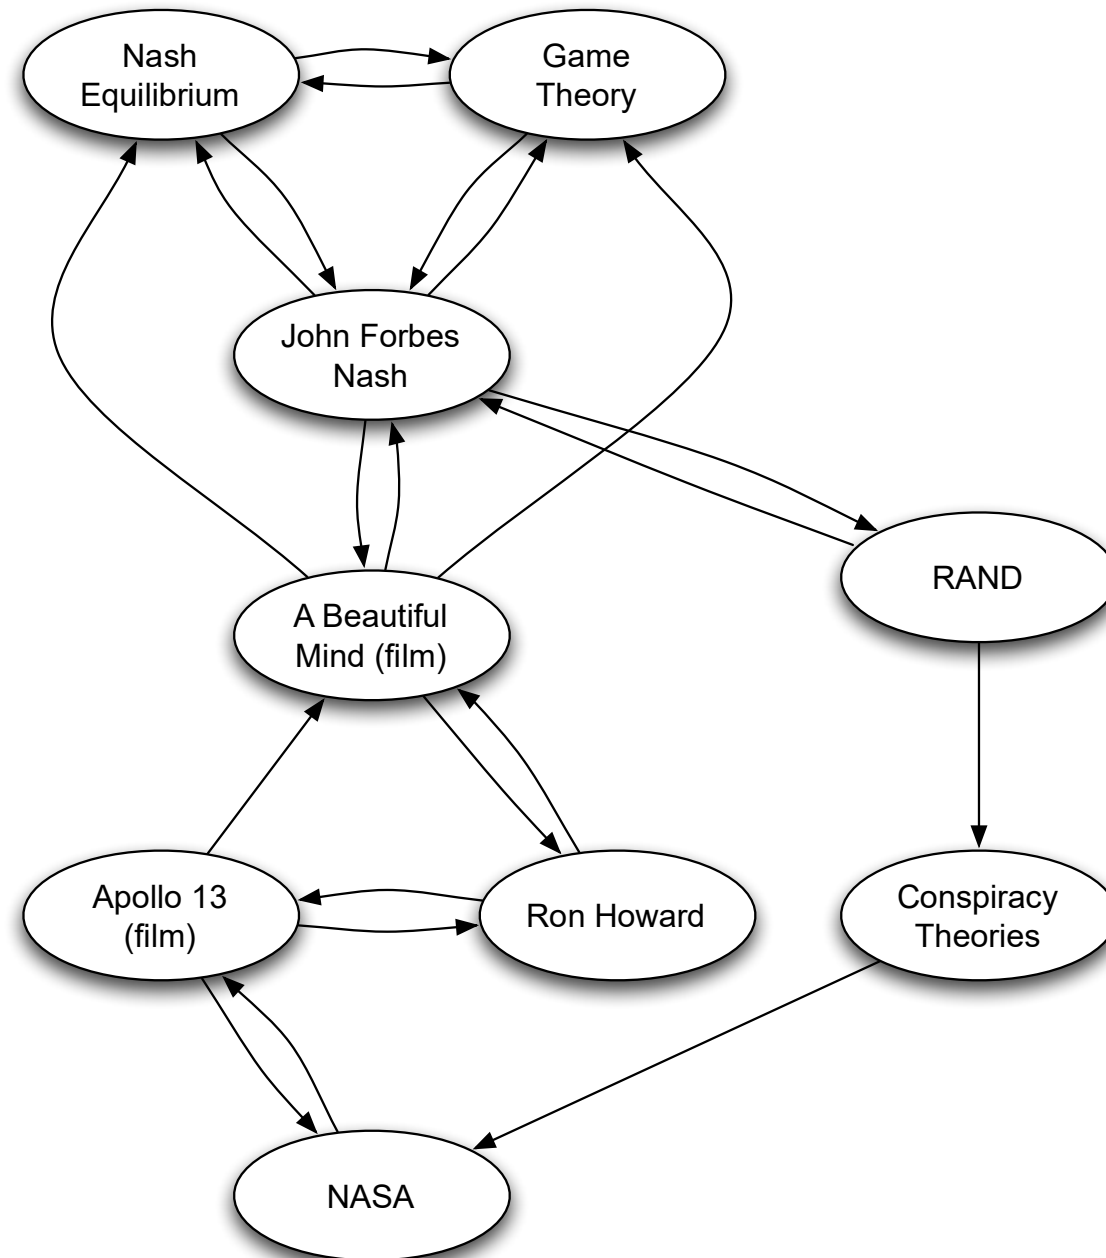 Nash
Equilibrium
Game
Theory
John Forbes
Nash
RAND
A Beautiful
Mind (film)
Apollo 13
(film)
Ron Howard
Conspiracy
Theories
NASA